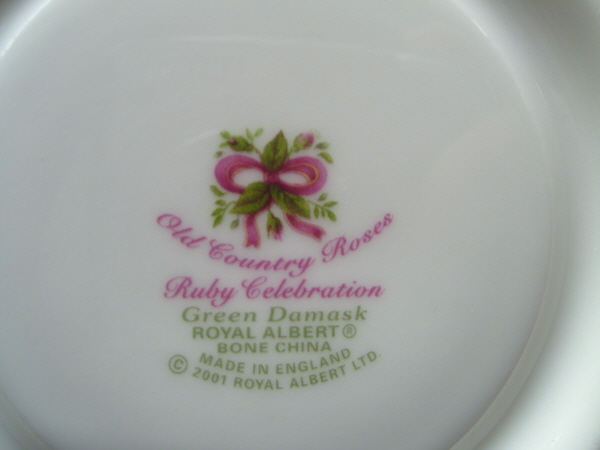 Old Country Roses
Ruby Celebration
Green Damask
ROYAL ALBERT®
BONE CHINA
MADE IN ENGLAND
© 2001 ROYAL ALBERT LTD.